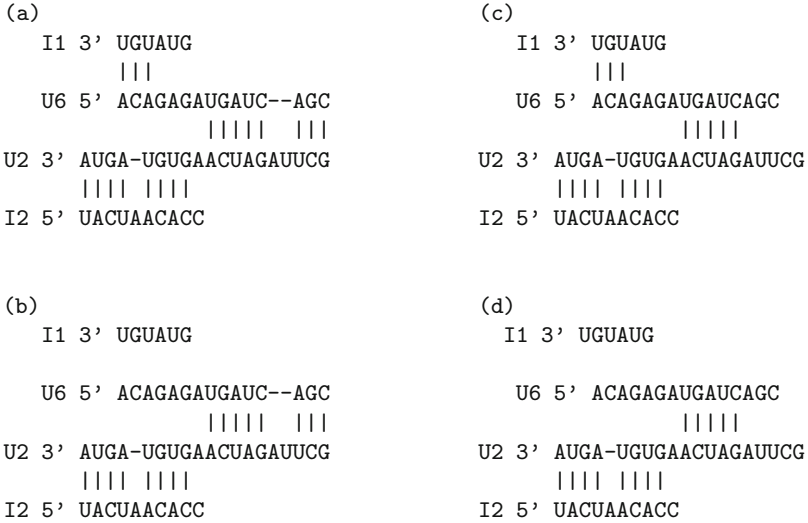 (a)
I1 3’ UGUAUG
|||
U6 5’ ACAGAGAUGAUC--AGC
||||| |||
U2 3’ AUGA-UGUGAACUAGAUUCG
|||| ||||
I2 5’ UACUAACACC
(b)
I1 3’ UGUAUG
U6 5’ ACAGAGAUGAUC--AGC
||||| |||
U2 3’ AUGA-UGUGAACUAGAUUCG
|||| ||||
I2 5’ UACUAACACC
(c)
I1 3’ UGUAUG
|||
U6 5’ ACAGAGAUGAUCAGC
|||||
U2 3’ AUGA-UGUGAACUAGAUUCG
|||| ||||
I2 5’ UACUAACACC
(d)
I1 3’ UGUAUG
U6 5’ ACAGAGAUGAUCAGC
|||||
U2 3’ AUGA-UGUGAACUAGAUUCG
|||| ||||
I2 5’ UACUAACACC